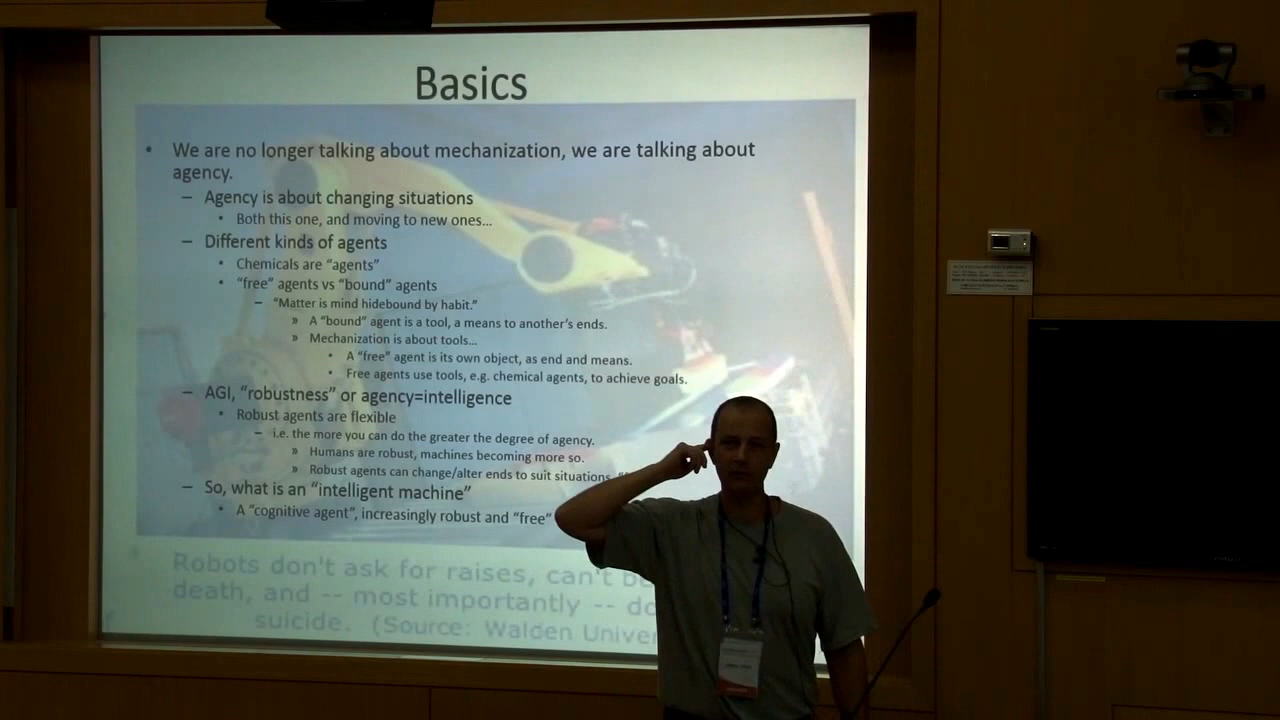 Basics
• We are no longer talking about mechanization, we are talking about
agency.
– Agency is about changing situations
• Both this one, and moving to new ones…
– Different kinds of agents
• Chemicals are “agents”
• “free” agents vs “bound” agents
– “Matter is mind hidebound by habit.”
» A “bound” agent is a tool, a means to another’s ends.
» Mechanization is about tools…
• A “free” agent is its own object, as end and means.
• Free agents use tools, e.g. chemical agents, to achieve goals.
– AGI, “robustness” or agency=intelligence
• Robust agents are flexible
– i.e. the more you can do the greater the degree of agency.
» Humans are robust, machines becoming more so.
» Robust agents can change/alter ends to suit situations,
– So, what is an “intelligent machine”
• A “cognitive agent”, increasingly robust and “free”
Robots don't ask for raises, can't
death, and -- most importantly --
suicide. (Source: Walden